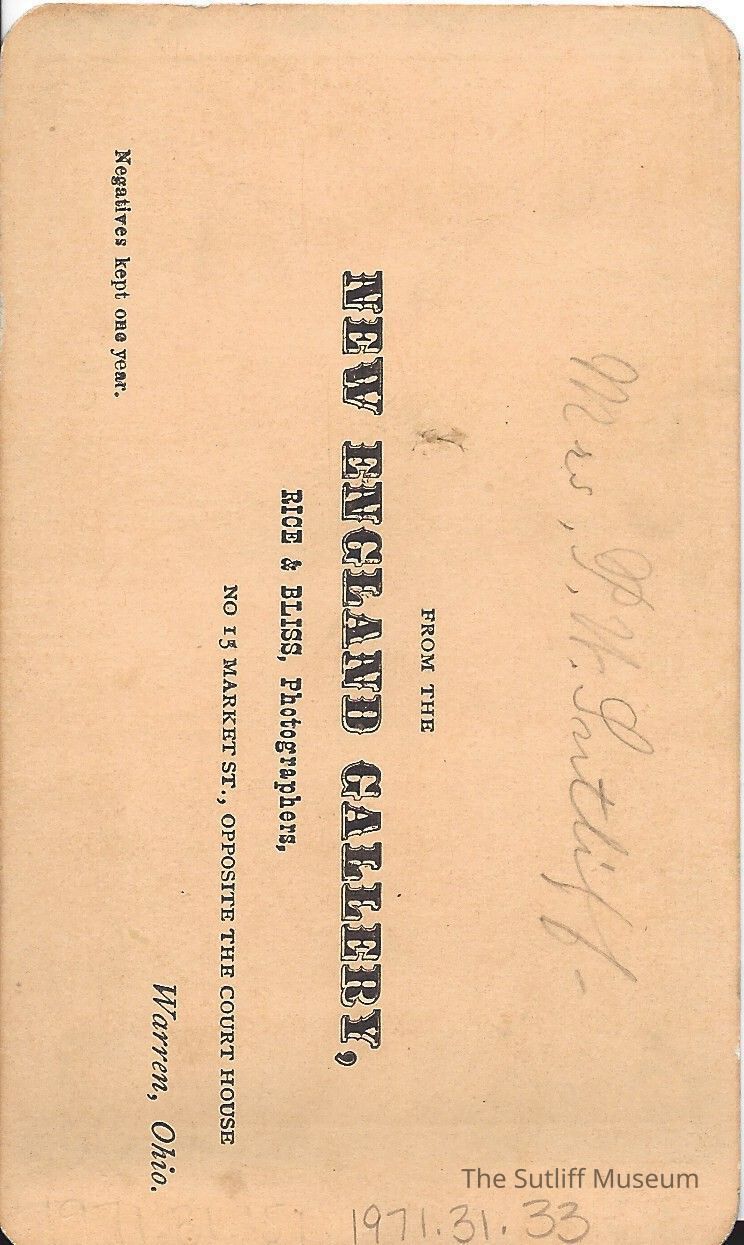 Mrs. P. W. Sutliff-
FROM THE
NEW ENGLAND GALLERY,
RICE & BLISS, Photographers,
NO 15 MARKET ST., OPPOSITE THE COURT HOUSE
Warren, Ohio.
Negatives kept one year.
The Sutliff Museum
1971.31.33